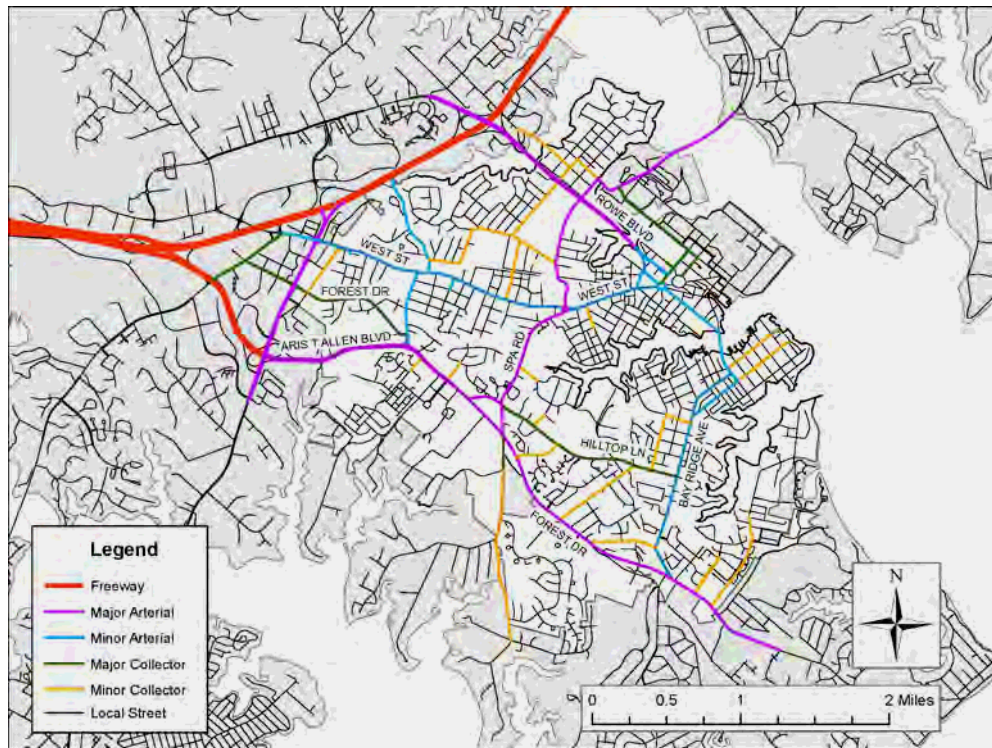 ROWE BLVD
WEST ST
FOREST DR
WEST ST
ARIS T ALLEN BLVD
SPA RD
HILLTOP LN
BAY RIDGE AVE
FOREST DR
Legend
Freeway
Major Arterial
Minor Arterial
Major Collector
Minor Collector
Local Street
N
0 0.5 1 2 Miles